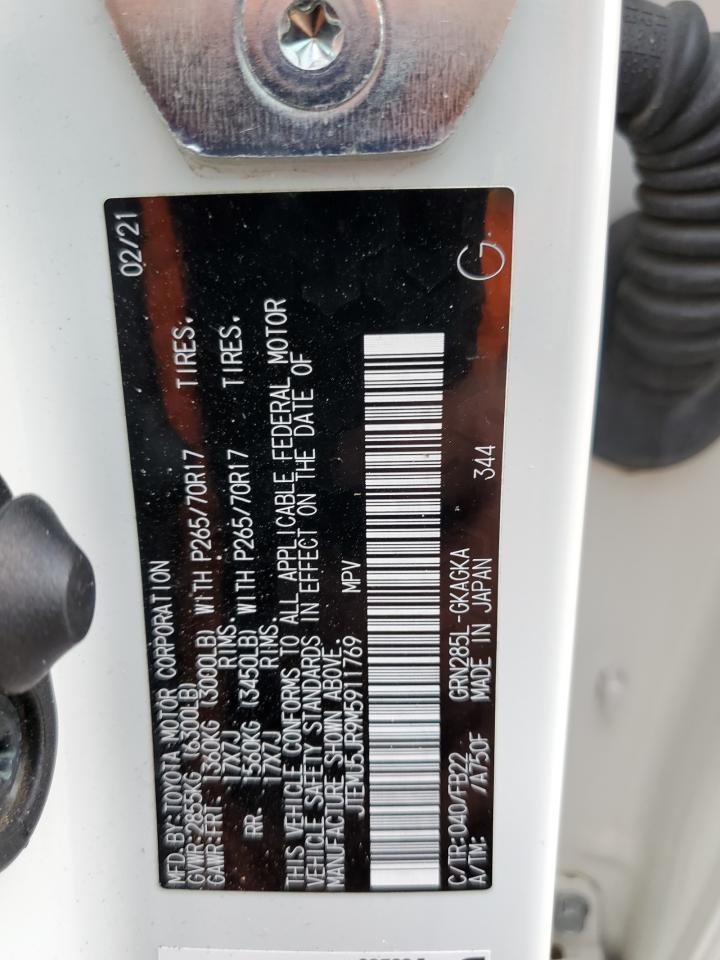 MFD.BY:TOYOTA MOTOR CORPORATION 02/21
GVWR:2855KG (6300LB)
GAWR:FRT: 1360KG (3000LB) WITH P265/70R17 TIRES.
17X7J RIMS.
RR. 1560KG (3450LB) WITH P265/70R17 TIRES.
17X7J RIMS.
THIS VEHICLE CONFORMS TO ALL APPLICABLE FEDERAL MOTOR
VEHICLE SAFETY STANDARDS IN EFFECT ON THE DATE OF
MANUFACTURE SHOWN ABOVE.
JTEMU5JR9M5911769 MPV
C/TR:040/FB22 GRN285L-GKAGKA
A/TM: /A750F MADE IN JAPAN 344
G.